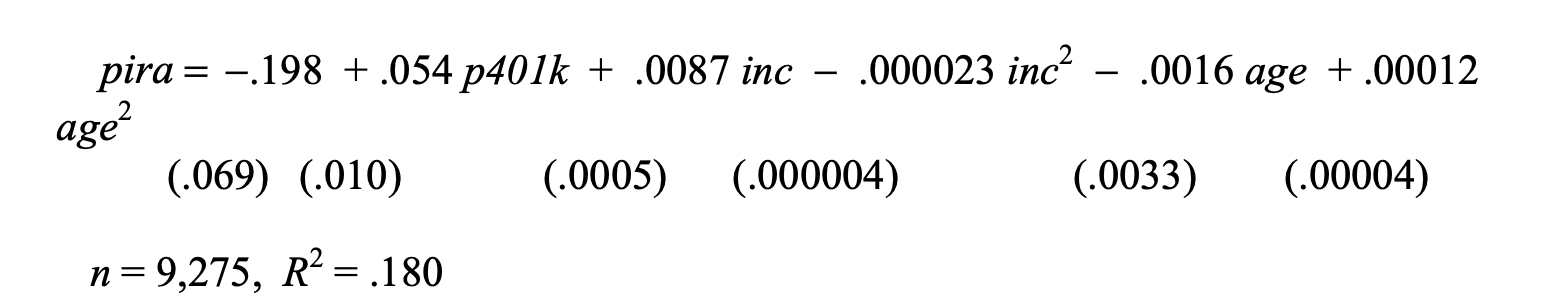 pira = –.198 + .054 p401k + .0087 inc – .000023 inc² – .0016 age + .00012
age²
(.069) (.010) (.0005) (.000004) (.0033) (.00004)
n = 9,275, R² = .180